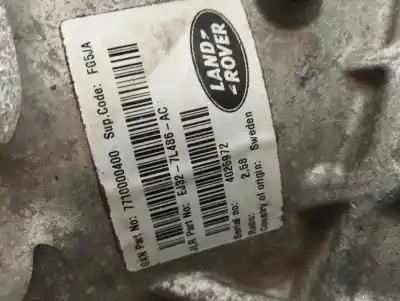 GKN Part No: 7710000400 Sup.Code: FG5JA
JLR Part No: EJ32-7L486-AC
Serial no: 4026972
Ratio: 2.58
Country of origin: Sweden
LAND
ROVER